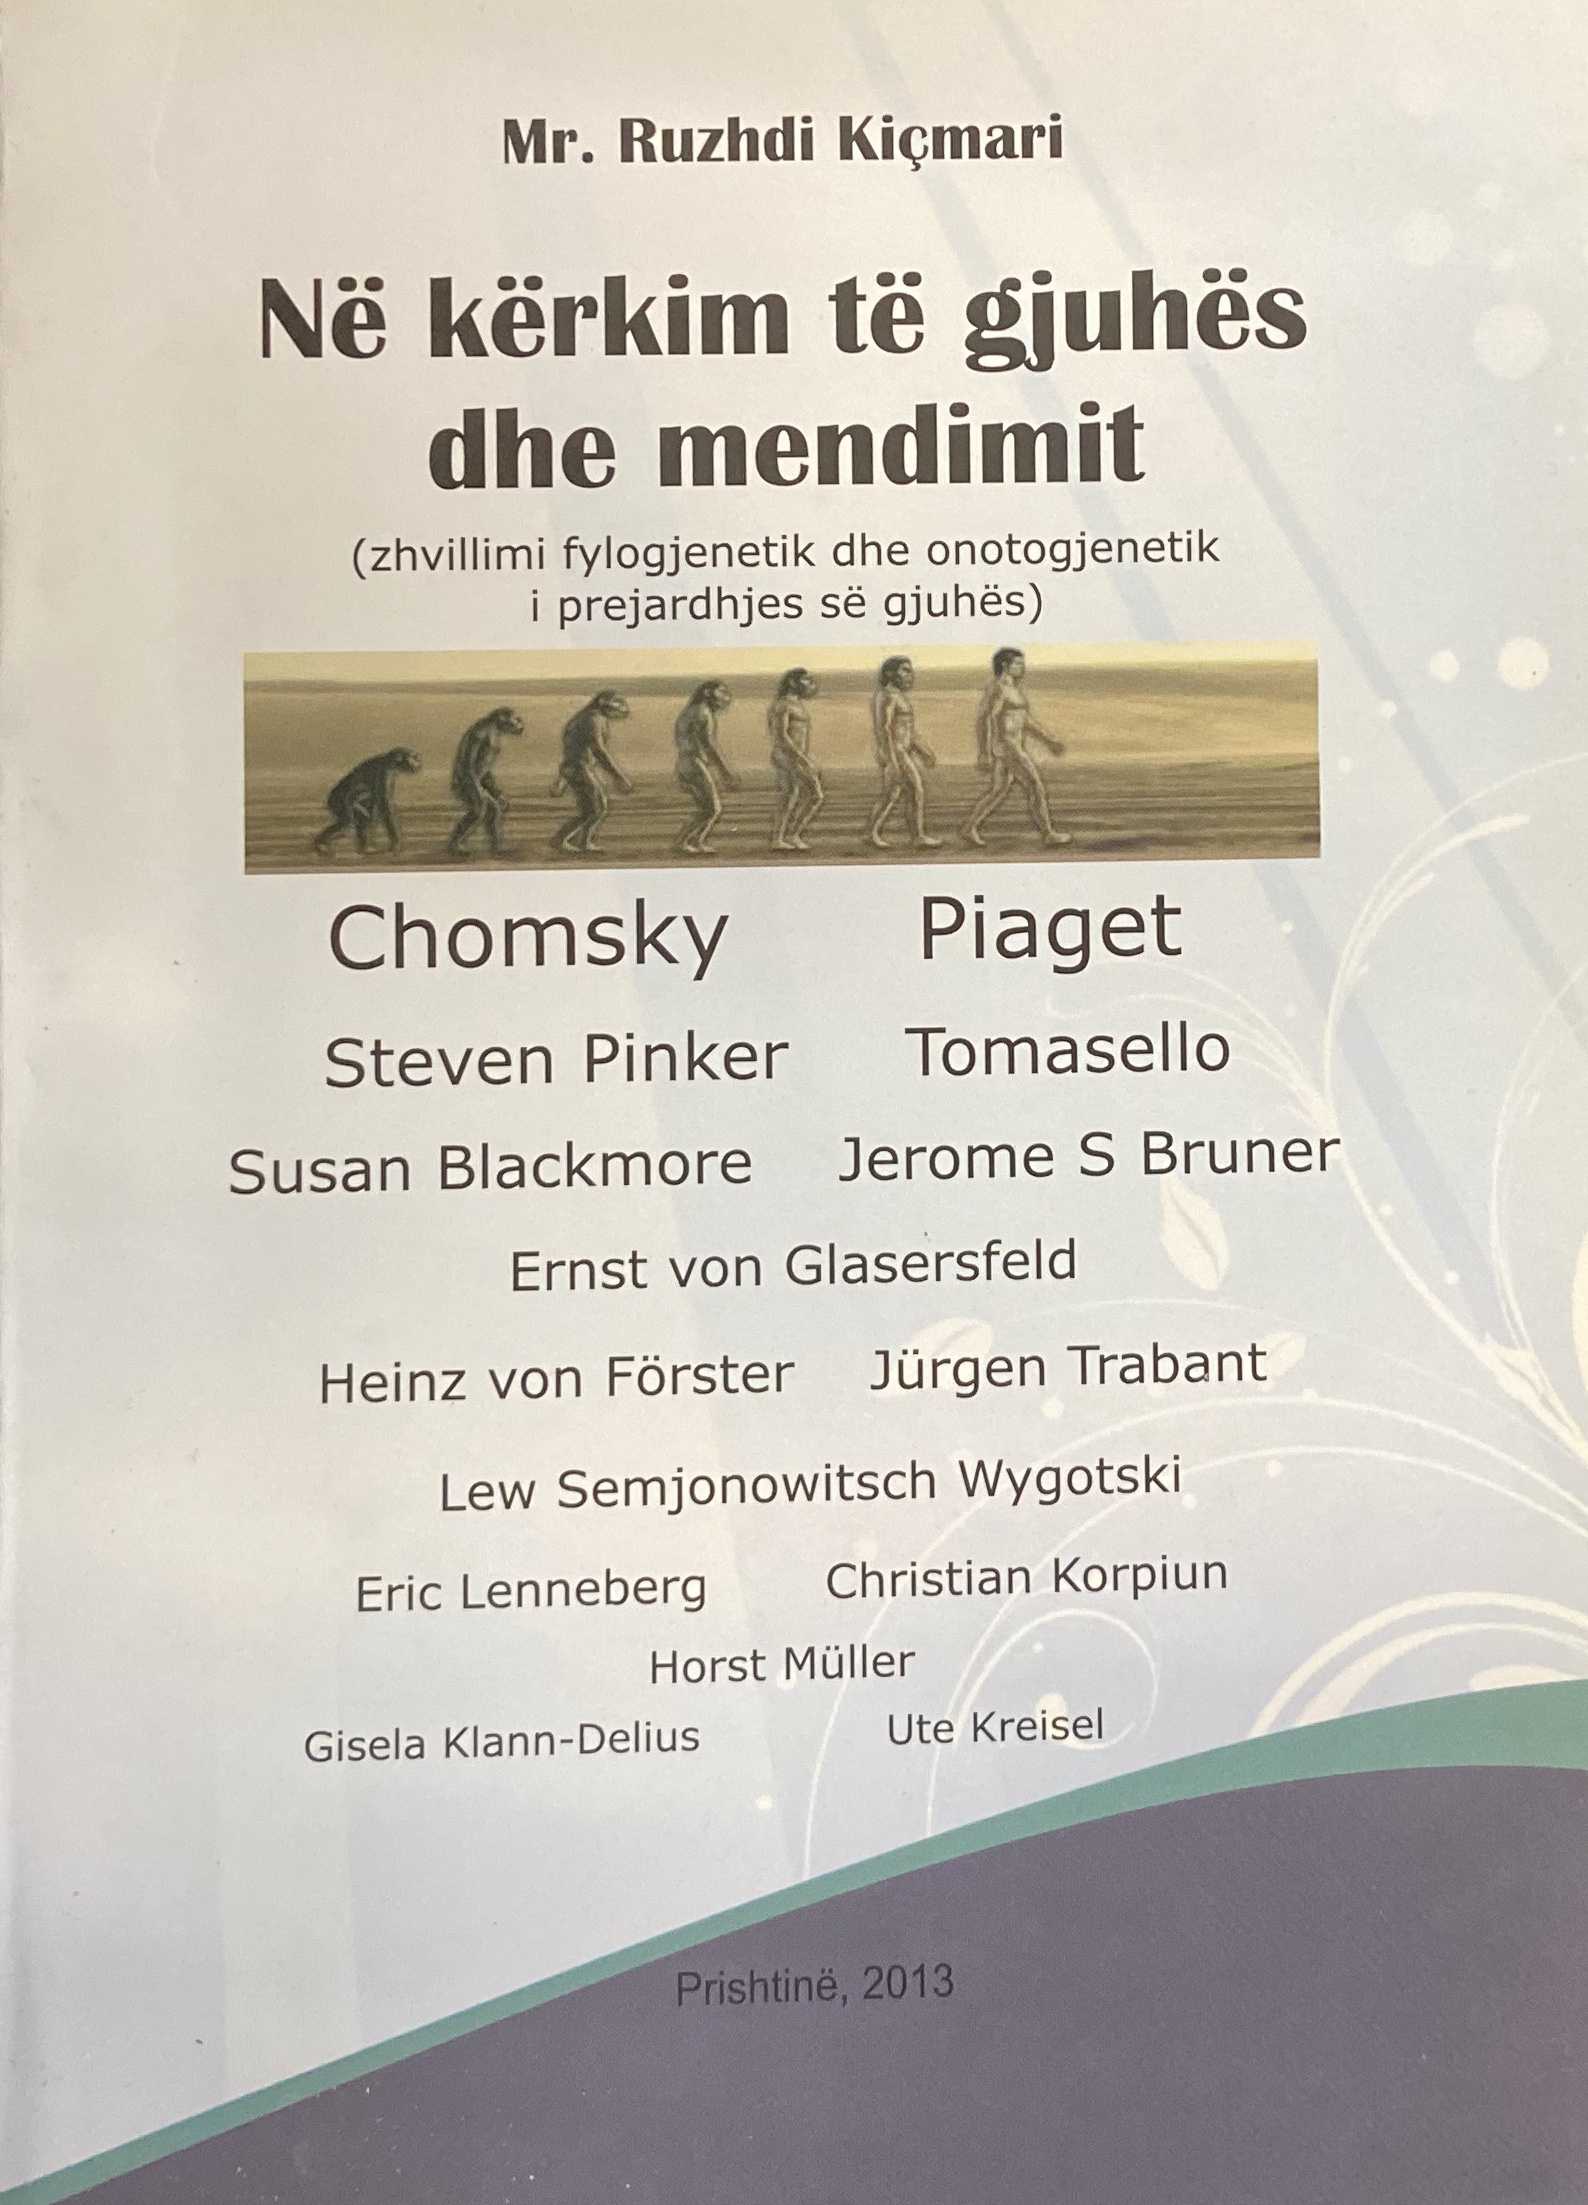 Mr. Ruzhdi Kiçmari
Në kërkim të gjuhës
dhe mendimit
(zhvillimi fylogjenetik dhe onotogjenetik
i prejardhjes së gjuhës)
Chomsky Piaget
Steven Pinker Tomasello
Susan Blackmore Jerome S Bruner
Ernst von Glasersfeld
Heinz von Förster Jürgen Trabant
Lew Semjonowitsch Wygotski
Eric Lenneberg Christian Korpiun
Horst Müller
Gisela Klann-Delius Ute Kreisel
Prishtinë, 2013